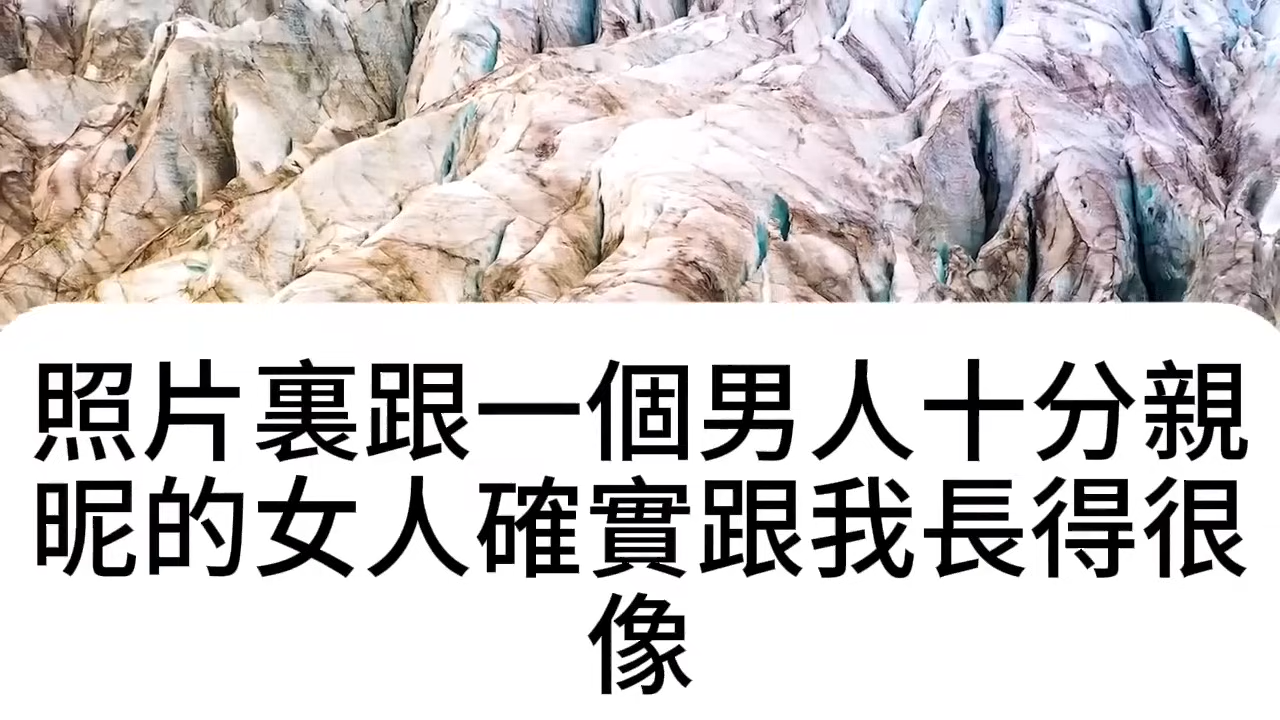 照片裏跟一個男人十分親
昵的女人確實跟我長得很
像